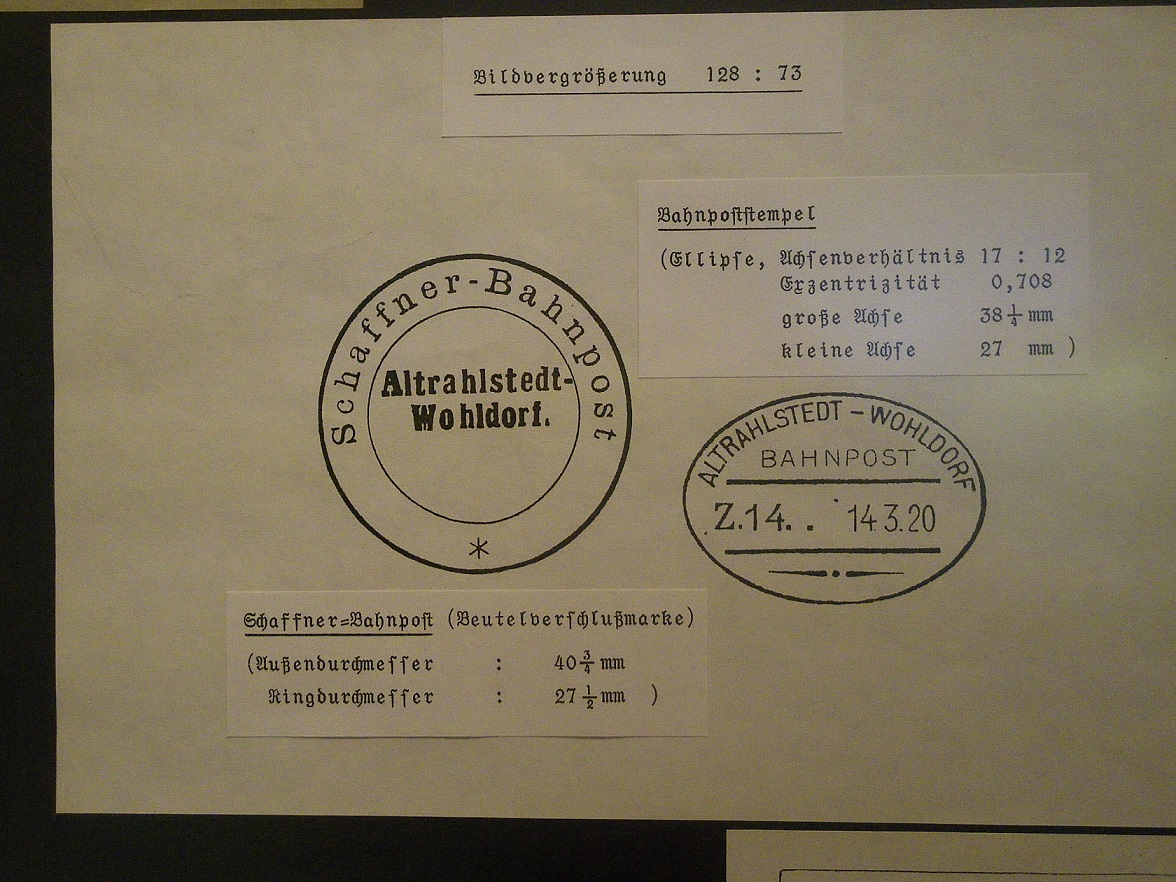 Bildvergrößerung 128 : 73
Bahnpoststempel
(Ellipse, Achsenverhältnis 17 : 12
Exzentrizität 0,708
große Achse 38 1/4 mm
kleine Achse 27 mm )
Schaffner-Bahnpost
Altrahlstedt-
Wohldorf.
*
ALTRAHLSTEDT – WOHLDORF
BAHNPOST
Z.14. . 14 3.20
Schaffner=Bahnpost (Beutelverschlußmarke)
(Außendurchmesser : 40 3/4 mm
Ringdurchmesser : 27 1/2 mm )